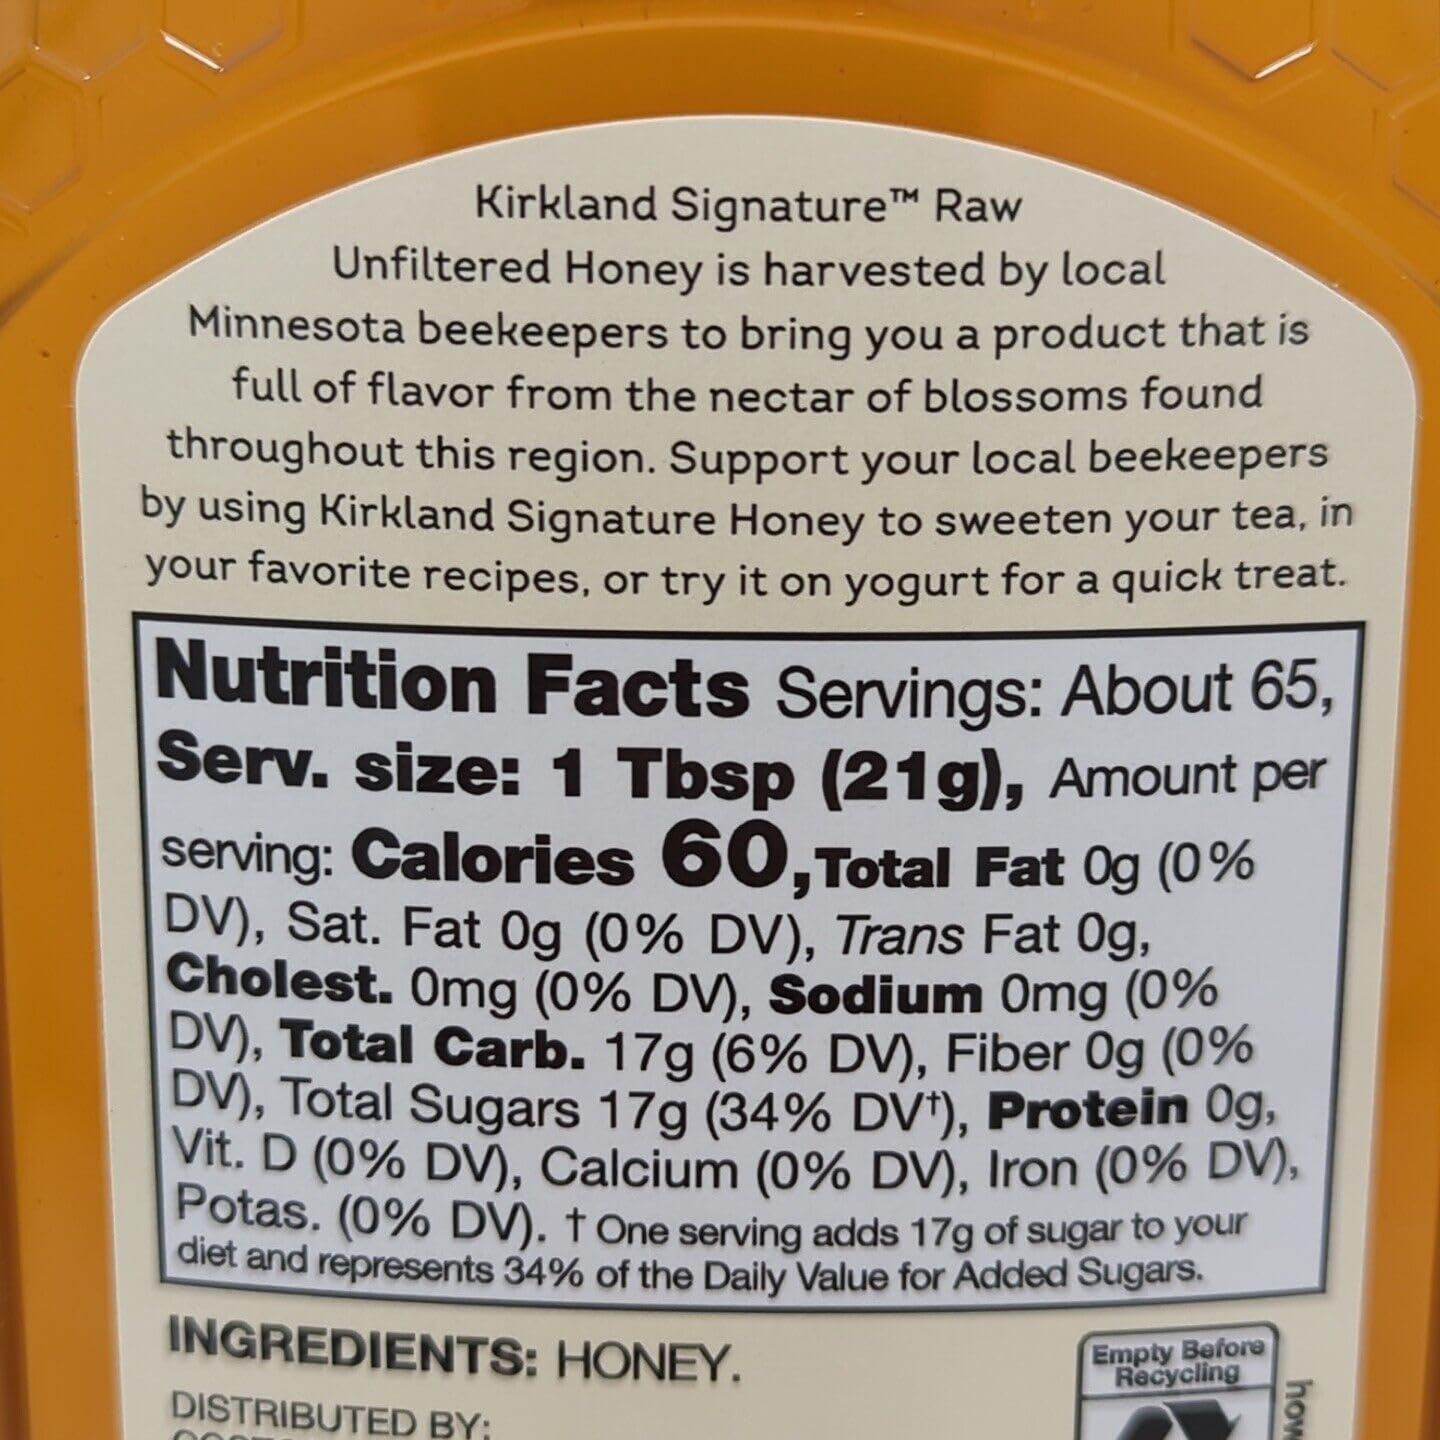 Kirkland Signature™ Raw
Unfiltered Honey is harvested by local
Minnesota beekeepers to bring you a product that is
full of flavor from the nectar of blossoms found
throughout this region. Support your local beekeepers
by using Kirkland Signature Honey to sweeten your tea, in
your favorite recipes, or try it on yogurt for a quick treat.
Nutrition Facts Servings: About 65,
Serv. size: 1 Tbsp (21g), Amount per
serving: Calories 60, Total Fat 0g (0%
DV), Sat. Fat 0g (0% DV), Trans Fat 0g,
Cholest. 0mg (0% DV), Sodium 0mg (0%
DV), Total Carb. 17g (6% DV), Fiber 0g (0%
DV), Total Sugars 17g (34% DV†), Protein 0g,
Vit. D (0% DV), Calcium (0% DV), Iron (0% DV),
Potas. (0% DV). † One serving adds 17g of sugar to your
diet and represents 34% of the Daily Value for Added Sugars.
INGREDIENTS: HONEY.
DISTRIBUTED BY:
Empty Before
Recycling
how